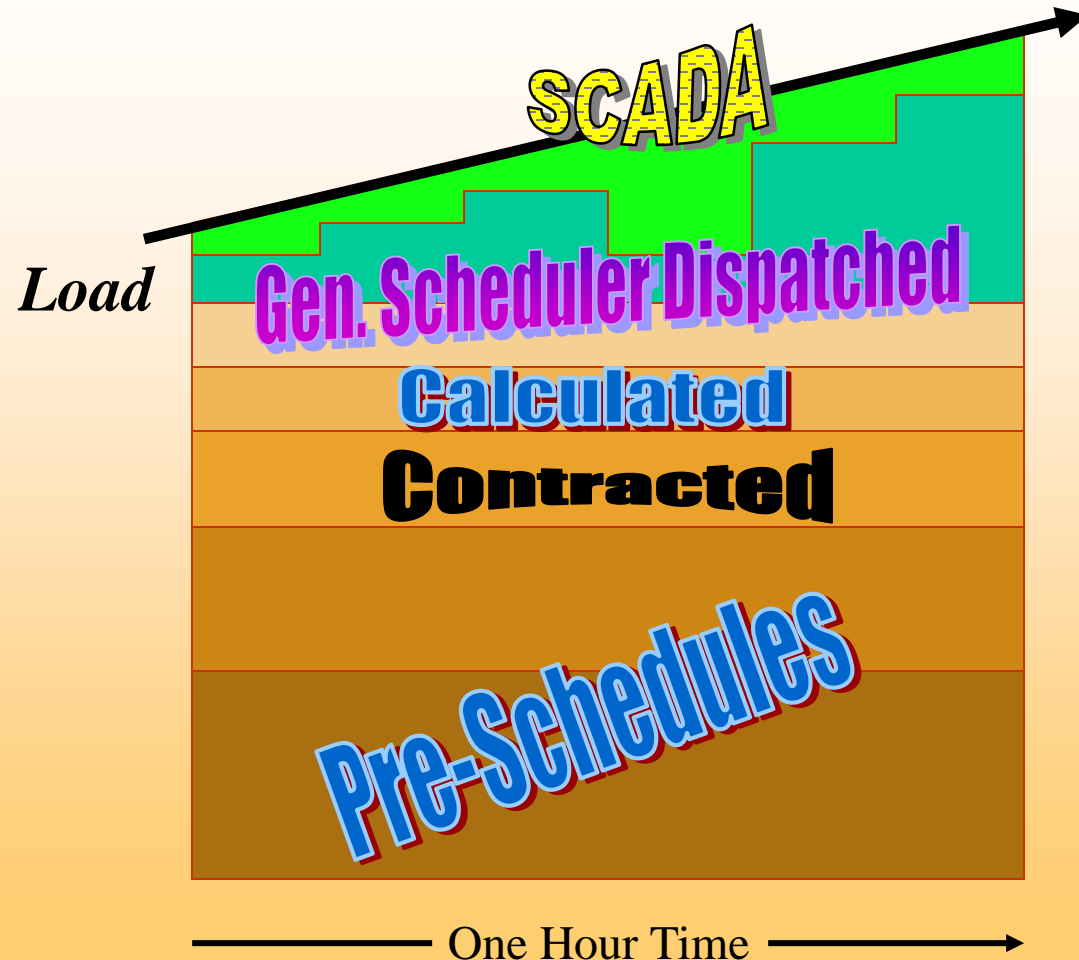 SCADA
Load
Gen. Scheduler Dispatched
Calculated
Contracted
Pre-Schedules
One Hour Time